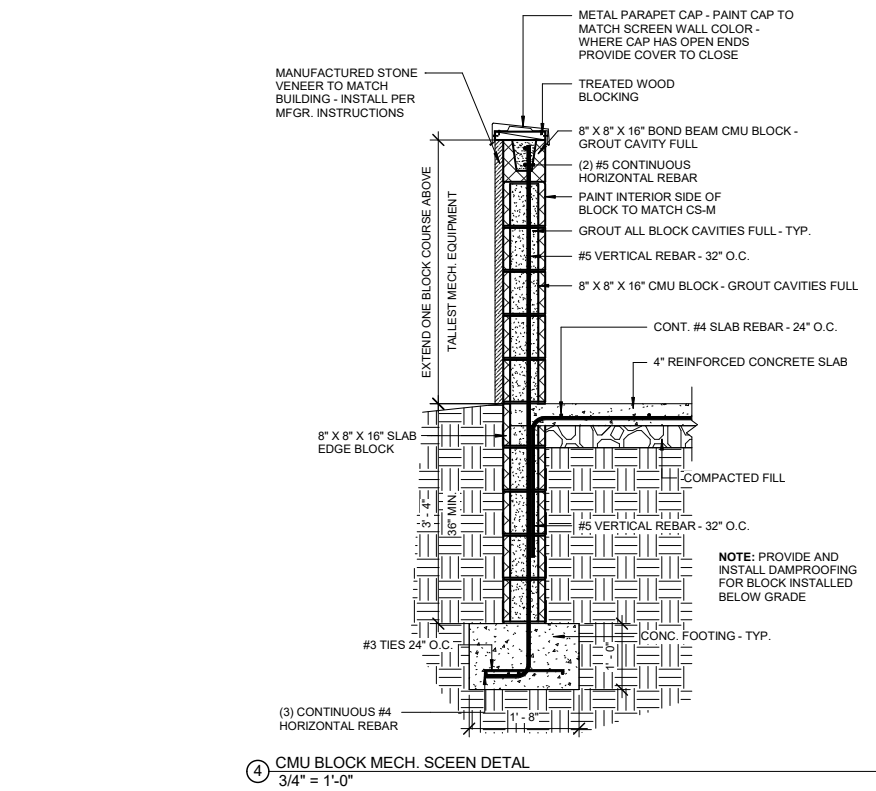 METAL PARAPET CAP - PAINT CAP TO
MATCH SCREEN WALL COLOR -
WHERE CAP HAS OPEN ENDS
PROVIDE COVER TO CLOSE
MANUFACTURED STONE
VENEER TO MATCH
BUILDING - INSTALL PER
MFGR. INSTRUCTIONS
TREATED WOOD
BLOCKING
8" X 8" X 16" BOND BEAM CMU BLOCK -
GROUT CAVITY FULL
(2) #5 CONTINUOUS
HORIZONTAL REBAR
PAINT INTERIOR SIDE OF
BLOCK TO MATCH CS-M
GROUT ALL BLOCK CAVITIES FULL - TYP.
#5 VERTICAL REBAR - 32" O.C.
8" X 8" X 16" CMU BLOCK - GROUT CAVITIES FULL
EXTEND ONE BLOCK COURSE ABOVE
TALLEST MECH. EQUIPMENT
CONT. #4 SLAB REBAR - 24" O.C.
4" REINFORCED CONCRETE SLAB
8" X 8" X 16" SLAB
EDGE BLOCK
COMPACTED FILL
3' - 4"
36" MIN.
#5 VERTICAL REBAR - 32" O.C.
NOTE: PROVIDE AND
INSTALL DAMPROOFING
FOR BLOCK INSTALLED
BELOW GRADE
CONC. FOOTING - TYP.
#3 TIES 24" O.C.
1' - 0"
(3) CONTINUOUS #4
HORIZONTAL REBAR
1' - 8"
4 CMU BLOCK MECH. SCEEN DETAL
3/4" = 1'-0"